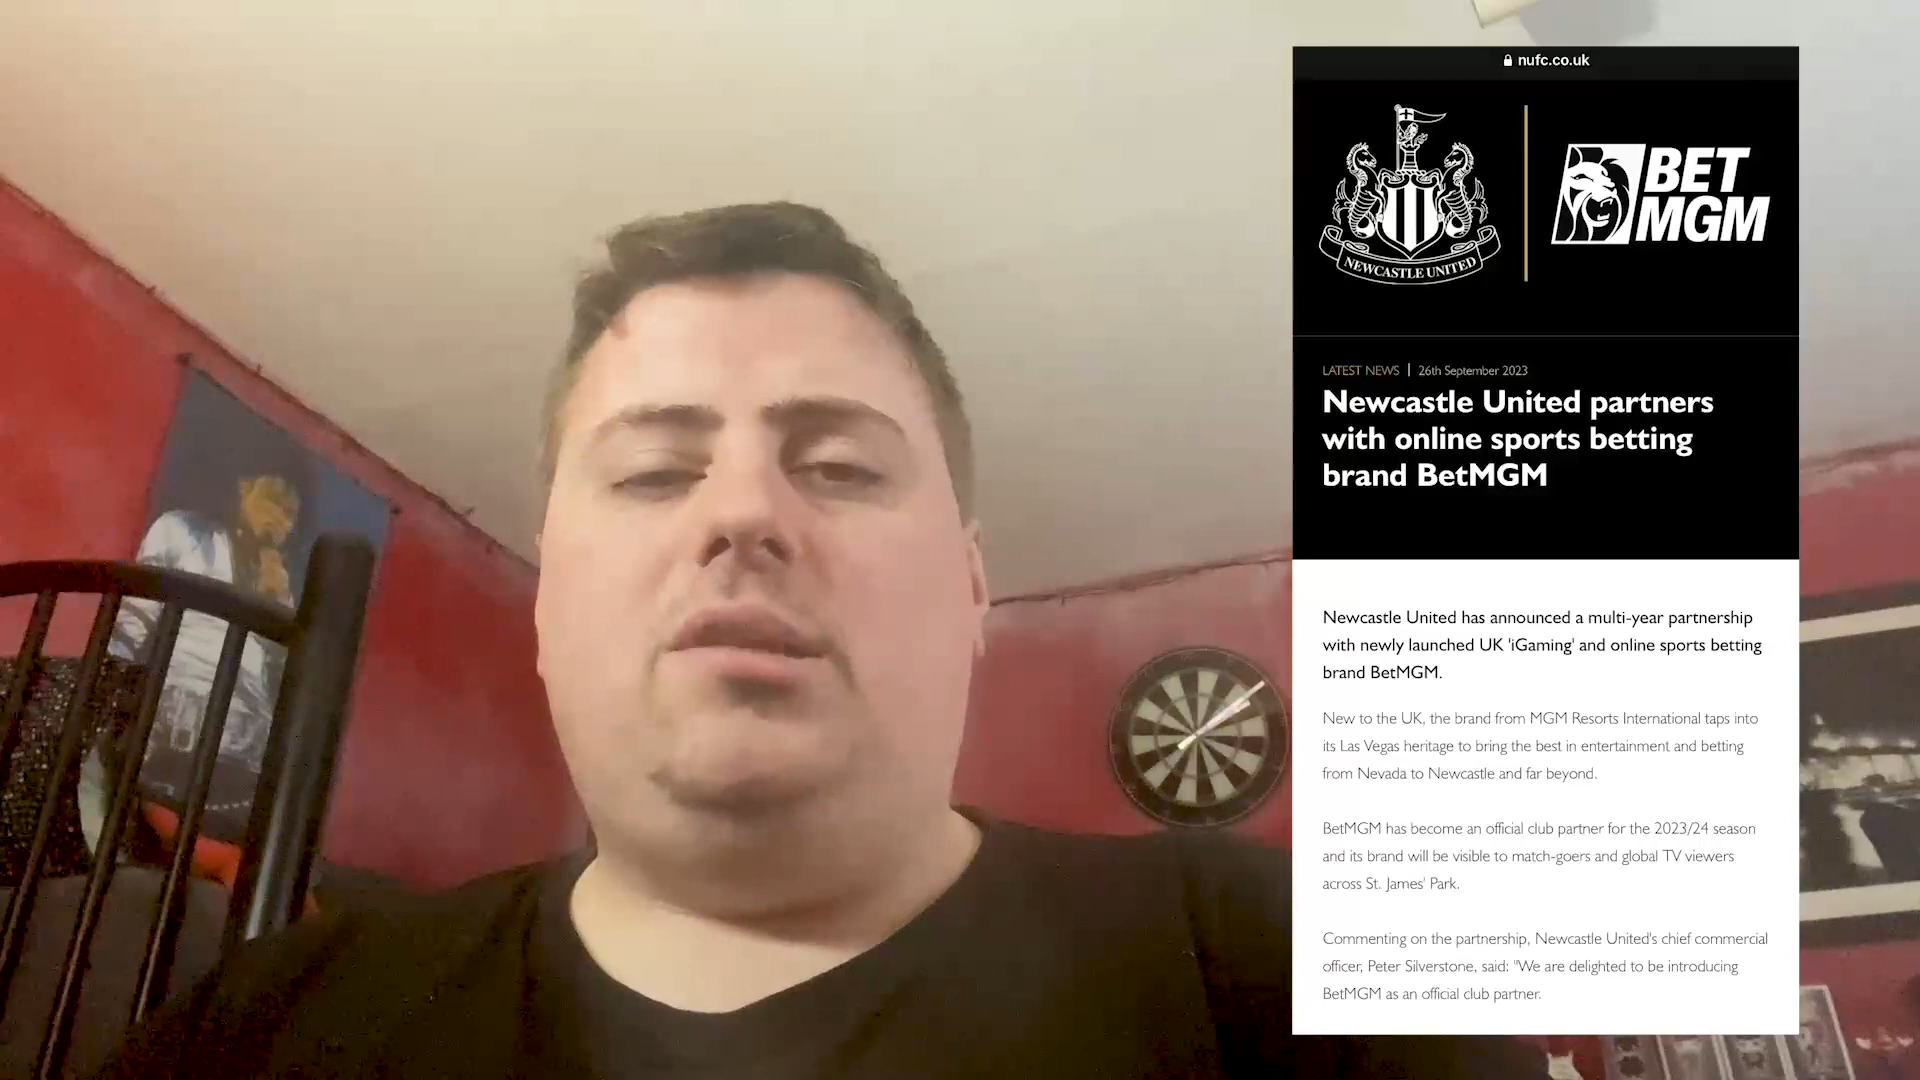 nufc.co.uk
NEWCASTLE UNITED
BET
MGM
LATEST NEWS | 26th September 2023
Newcastle United partners
with online sports betting
brand BetMGM
Newcastle United has announced a multi-year partnership
with newly launched UK 'iGaming' and online sports betting
brand BetMGM.
New to the UK, the brand from MGM Resorts International taps into
its Las Vegas heritage to bring the best in entertainment and betting
from Nevada to Newcastle and far beyond.
BetMGM has become an official club partner for the 2023/24 season
and its brand will be visible to match-goers and global TV viewers
across St. James' Park.
Commenting on the partnership, Newcastle United's chief commercial
officer, Peter Silverstone, said: "We are delighted to be introducing
BetMGM as an official club partner.